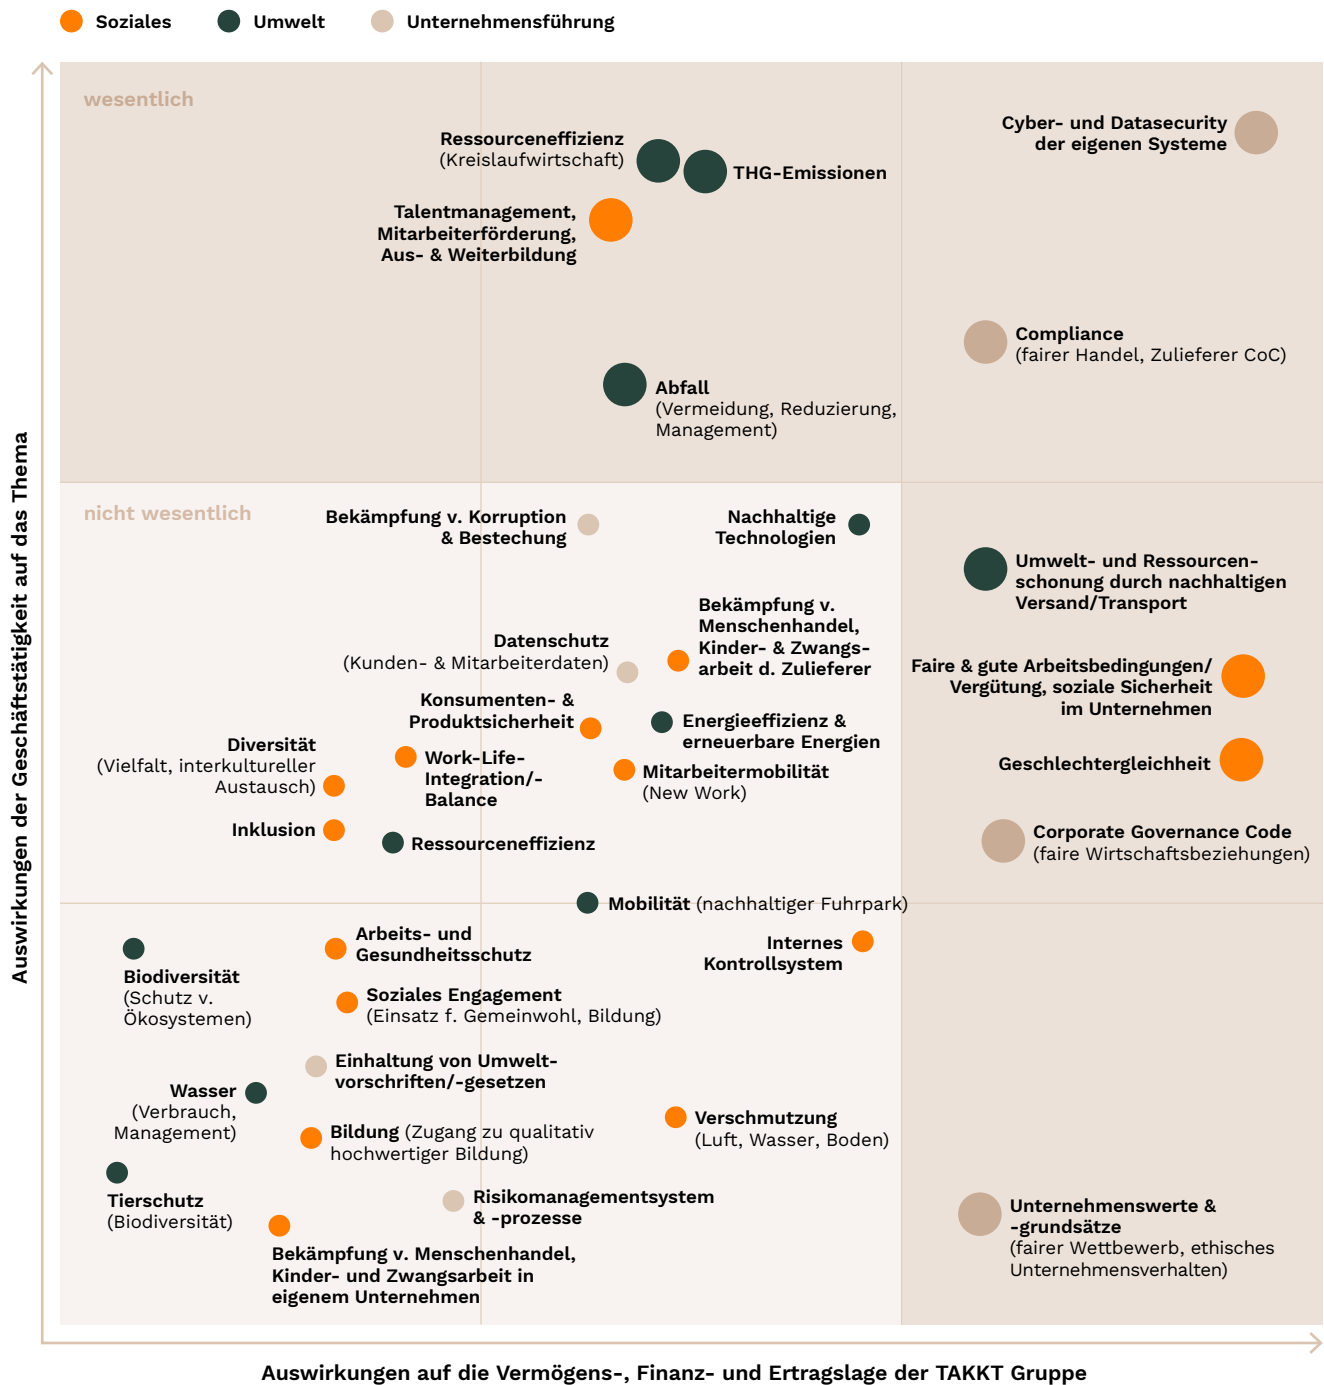 Soziales
Umwelt
Unternehmensführung
wesentlich
Ressourceneffizienz
(Kreislaufwirtschaft)
THG-Emissionen
Cyber- und Datasecurity
der eigenen Systeme
Talentmanagement,
Mitarbeiterförderung,
Aus- & Weiterbildung
Compliance
(fairer Handel, Zulieferer CoC)
Abfall
(Vermeidung, Reduzierung,
Management)
nicht wesentlich
Bekämpfung v. Korruption
& Bestechung
Nachhaltige
Technologien
Umwelt- und Ressourcen-
schonung durch nachhaltigen
Versand/Transport
Bekämpfung v.
Menschenhandel,
Kinder- & Zwangs-
arbeit d. Zulieferer
Datenschutz
(Kunden- & Mitarbeiterdaten)
Faire & gute Arbeitsbedingungen/
Vergütung, soziale Sicherheit
im Unternehmen
Konsumenten- &
Produktsicherheit
Energieeffizienz &
erneuerbare Energien
Diversität
(Vielfalt, interkultureller
Austausch)
Work-Life-
Integration/-
Balance
Mitarbeitermobilität
(New Work)
Geschlechtergleichheit
Inklusion
Ressourceneffizienz
Corporate Governance Code
(faire Wirtschaftsbeziehungen)
Mobilität (nachhaltiger Fuhrpark)
Arbeits- und
Gesundheitsschutz
Internes
Kontrollsystem
Biodiversität
(Schutz v.
Ökosystemen)
Soziales Engagement
(Einsatz f. Gemeinwohl, Bildung)
Einhaltung von Umwelt-
vorschriften/-gesetzen
Wasser
(Verbrauch,
Management)
Bildung (Zugang zu qualitativ
hochwertiger Bildung)
Verschmutzung
(Luft, Wasser, Boden)
Tierschutz
(Biodiversität)
Risikomanagementsystem
& -prozesse
Unternehmenswerte &
-grundsätze
(fairer Wettbewerb, ethisches
Unternehmensverhalten)
Bekämpfung v. Menschenhandel,
Kinder- und Zwangsarbeit in
eigenem Unternehmen
Auswirkungen der Geschäftstätigkeit auf das Thema
Auswirkungen auf die Vermögens-, Finanz- und Ertragslage der TAKKT Gruppe